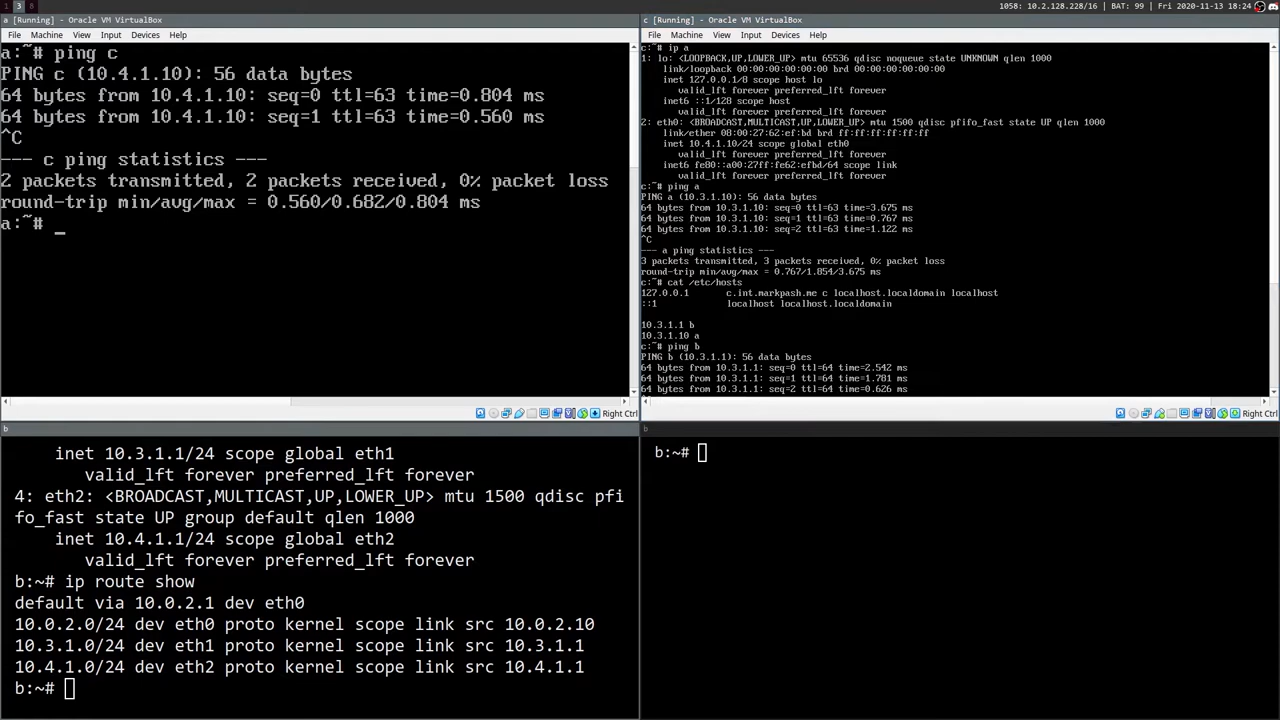 1 3 8
1058: 10.2.128.228/16 | BAT: 99 | Fri 2020-11-13 18:24
a [Running] - Oracle VM VirtualBox
File Machine View Input Devices Help
a:~# ping c
PING c (10.4.1.10): 56 data bytes
64 bytes from 10.4.1.10: seq=0 ttl=63 time=0.804 ms
64 bytes from 10.4.1.10: seq=1 ttl=63 time=0.560 ms
^C
--- c ping statistics ---
2 packets transmitted, 2 packets received, 0% packet loss
round-trip min/avg/max = 0.560/0.682/0.804 ms
a:~# _
Right Ctrl
c [Running] - Oracle VM VirtualBox
File Machine View Input Devices Help
c:~# ip a
1: lo: <LOOPBACK,UP,LOWER_UP> mtu 65536 qdisc noqueue state UNKNOWN qlen 1000
link/loopback 00:00:00:00:00:00 brd 00:00:00:00:00:00
inet 127.0.0.1/8 scope host lo
valid_lft forever preferred_lft forever
inet6 ::1/128 scope host
valid_lft forever preferred_lft forever
2: eth0: <BROADCAST,MULTICAST,UP,LOWER_UP> mtu 1500 qdisc pfifo_fast state UP qlen 1000
link/ether 08:00:27:62:ef:bd brd ff:ff:ff:ff:ff:ff
inet 10.4.1.10/24 scope global eth0
valid_lft forever preferred_lft forever
inet6 fe80::a00:27ff:fe62:efbd/64 scope link
valid_lft forever preferred_lft forever
c:~# ping a
PING a (10.3.1.10): 56 data bytes
64 bytes from 10.3.1.10: seq=0 ttl=63 time=3.675 ms
64 bytes from 10.3.1.10: seq=1 ttl=63 time=0.767 ms
64 bytes from 10.3.1.10: seq=2 ttl=63 time=1.122 ms
^C
--- a ping statistics ---
3 packets transmitted, 3 packets received, 0% packet loss
round-trip min/avg/max = 0.767/1.854/3.675 ms
c:~# cat /etc/hosts
127.0.0.1 c.int.markpash.me c localhost.localdomain localhost
::1 localhost localhost.localdomain
10.3.1.1 b
10.3.1.10 a
c:~# ping b
PING b (10.3.1.1): 56 data bytes
64 bytes from 10.3.1.1: seq=0 ttl=64 time=2.542 ms
64 bytes from 10.3.1.1: seq=1 ttl=64 time=1.781 ms
64 bytes from 10.3.1.1: seq=2 ttl=64 time=0.626 ms
Right Ctrl
b
inet 10.3.1.1/24 scope global eth1
valid_lft forever preferred_lft forever
4: eth2: <BROADCAST,MULTICAST,UP,LOWER_UP> mtu 1500 qdisc pfi
fo_fast state UP group default qlen 1000
inet 10.4.1.1/24 scope global eth2
valid_lft forever preferred_lft forever
b:~# ip route show
default via 10.0.2.1 dev eth0
10.0.2.0/24 dev eth0 proto kernel scope link src 10.0.2.10
10.3.1.0/24 dev eth1 proto kernel scope link src 10.3.1.1
10.4.1.0/24 dev eth2 proto kernel scope link src 10.4.1.1
b:~#
b
b:~#